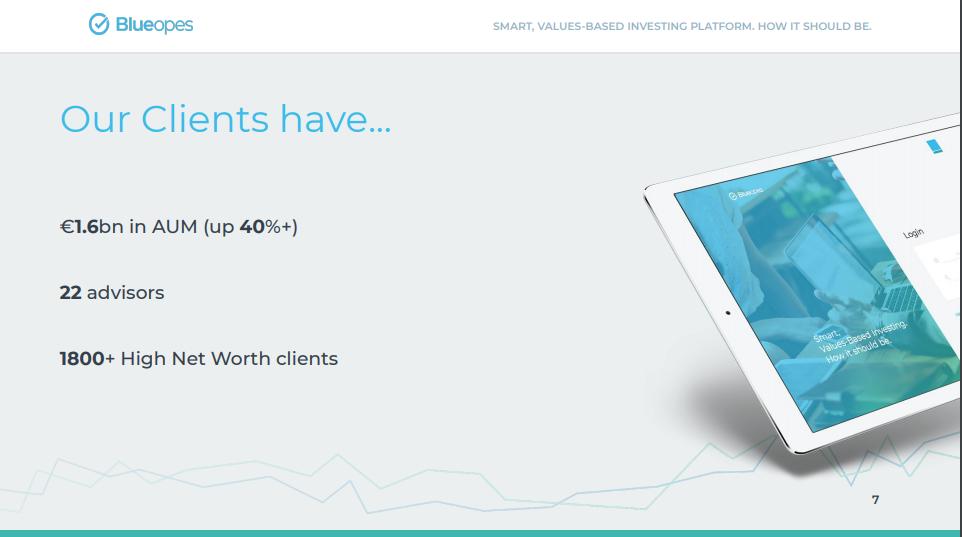 Blueopes
SMART, VALUES-BASED INVESTING PLATFORM. HOW IT SHOULD BE.
Our Clients have...
€1.6bn in AUM (up 40%+)
22 advisors
1800+ High Net Worth clients
Blueopes
Login
Smart,
Values-Based Investing.
How it should be.
7